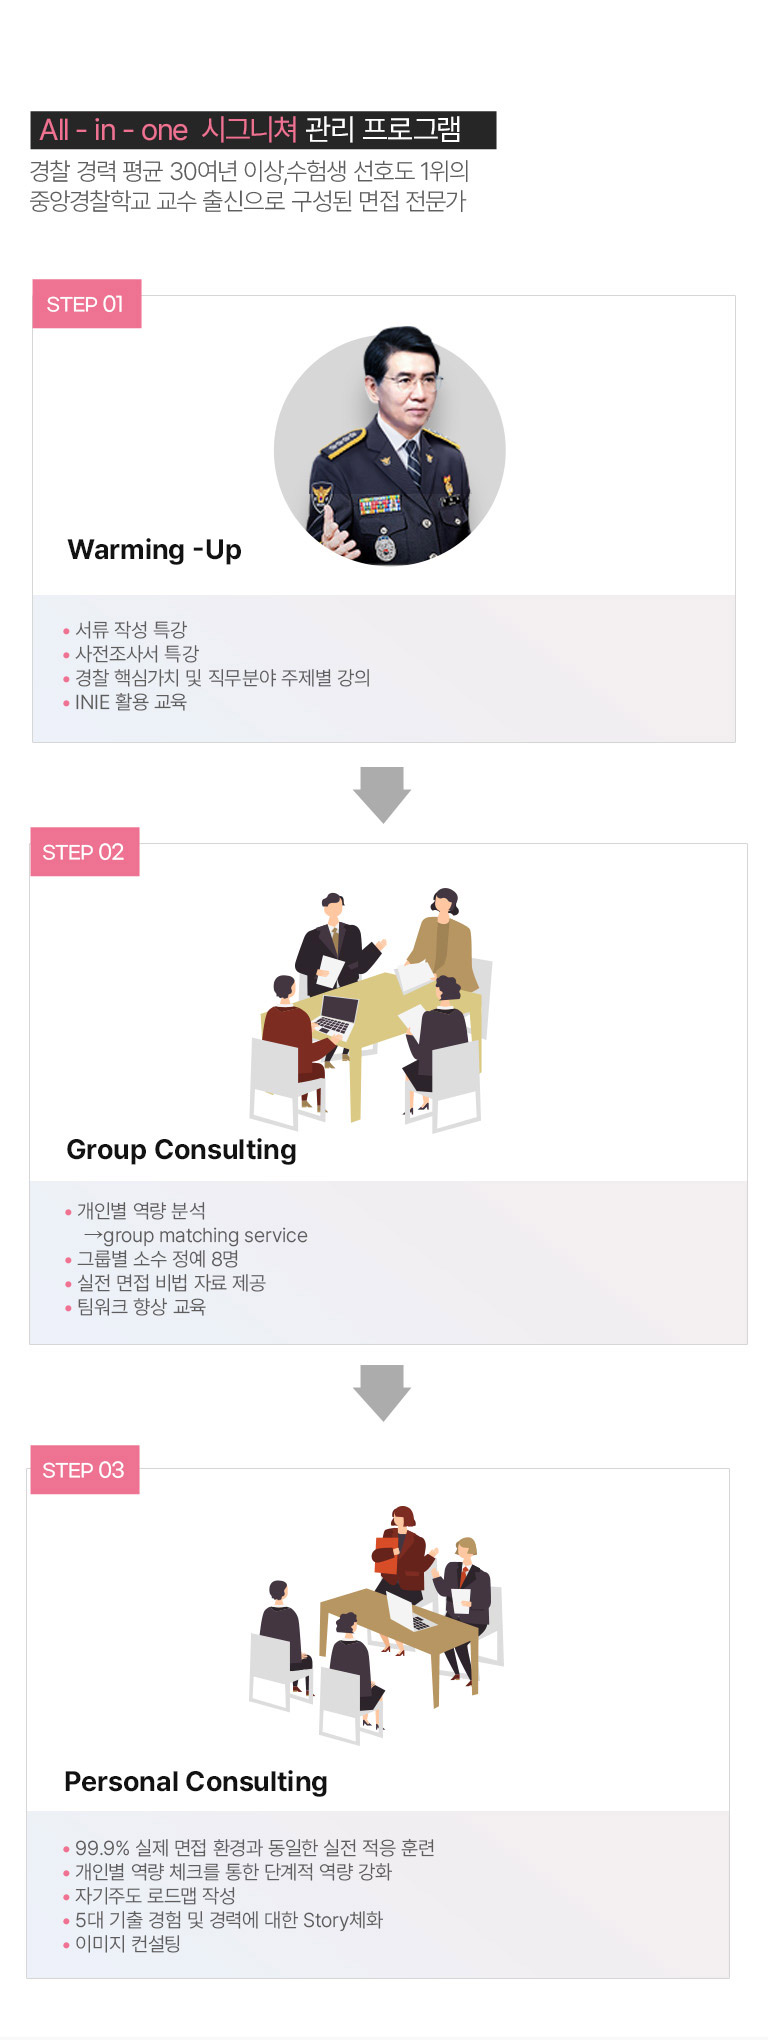 All - in - one 시그니쳐 관리 프로그램
경찰 경력 평균 30여년 이상,수험생 선호도 1위의
중앙경찰학교 교수 출신으로 구성된 면접 전문가
STEP 01
Warming -Up
• 서류 작성 특강
• 사전조사서 특강
• 경찰 핵심가치 및 직무분야 주제별 강의
• INIE 활용 교육
STEP 02
Group Consulting
• 개인별 역량 분석
→group matching service
• 그룹별 소수 정예 8명
• 실전 면접 비법 자료 제공
• 팀워크 향상 교육
STEP 03
Personal Consulting
• 99.9% 실제 면접 환경과 동일한 실전 적응 훈련
• 개인별 역량 체크를 통한 단계적 역량 강화
• 자기주도 로드맵 작성
• 5대 기출 경험 및 경력에 대한 Story체화
• 이미지 컨설팅